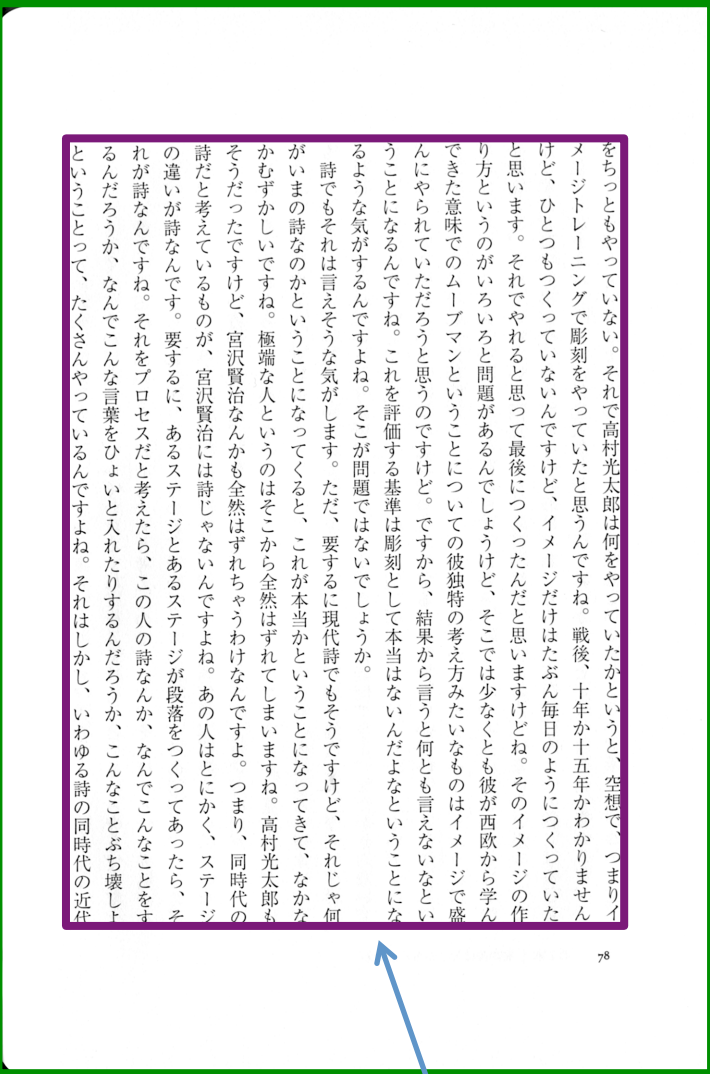 をちっともやっていない。それで高村光太郎は何をやっていたかというと、空想で、つまりイ
メージトレーニングで彫刻をやっていたと思うんですね。戦後、十年か十五年かわかりません
けど、ひとつもつくっていないんですけど、イメージだけはたぶん毎日のようにつくっていた
と思います。それでやれると思って最後につくったんだと思いますけどね。そのイメージの作
り方というのがいろいろと問題があるんでしょうけど、そこでは少なくとも彼が西欧から学ん
できた意味でのムーブマンということについての彼独特の考え方みたいなものはイメージで盛
んにやられていただろうと思うのですけど。ですから、結果から言うと何とも言えないなとい
うことになるんですね。これを評価する基準は彫刻として本当はないんだよなということにな
るような気がするんですよね。そこが問題ではないでしょうか。
詩でもそれは言えそうな気がします。ただ、要するに現代詩でもそうですけど、それじゃ何
がいまの詩なのかということになってくると、これが本当かということになってきて、なかな
かむずかしいですね。極端な人というのはそこから全然はずれてしまいますね。高村光太郎も
そうだったですけど、宮沢賢治なんかも全然はずれちゃうわけなんですよ。つまり、同時代の
詩だと考えているものが、宮沢賢治には詩じゃないんですよね。あの人はとにかく、ステージ
の違いが詩なんです。要するに、あるステージとあるステージが段落をつくってあったら、そ
れが詩なんですね。それをプロセスだと考えたら、この人の詩なんか、なんでこんなことをす
るんだろうか、なんでこんな言葉をひょいと入れたりするんだろうか、こんなことぶち壊しよ
ということって、たくさんやっているんですよね。それはしかし、いわゆる詩の同時代の近代
78